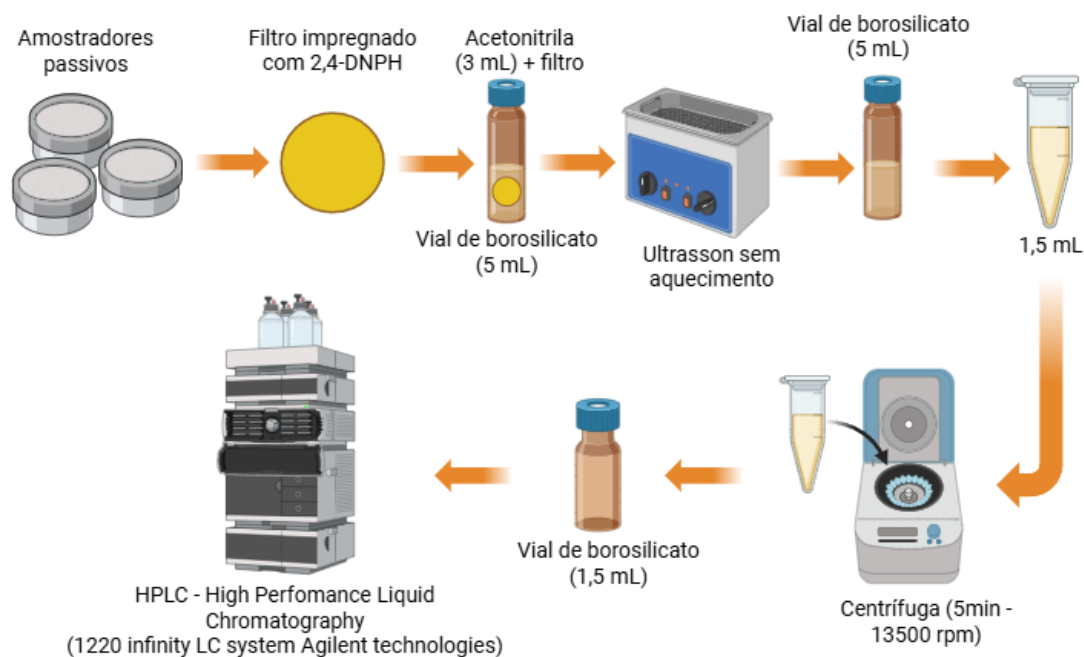 Amostradores
passivos
Filtro impregnado
com 2,4-DNPH
Acetonitrila
(3 mL) + filtro
Vial de borosilicato
(5 mL)
Ultrasson sem
aquecimento
Vial de borosilicato
(5 mL)
1,5 mL
Centrífuga (5min -
13500 rpm)
Vial de borosilicato
(1,5 mL)
HPLC - High Perfomance Liquid
Chromatography
(1220 infinity LC system Agilent technologies)